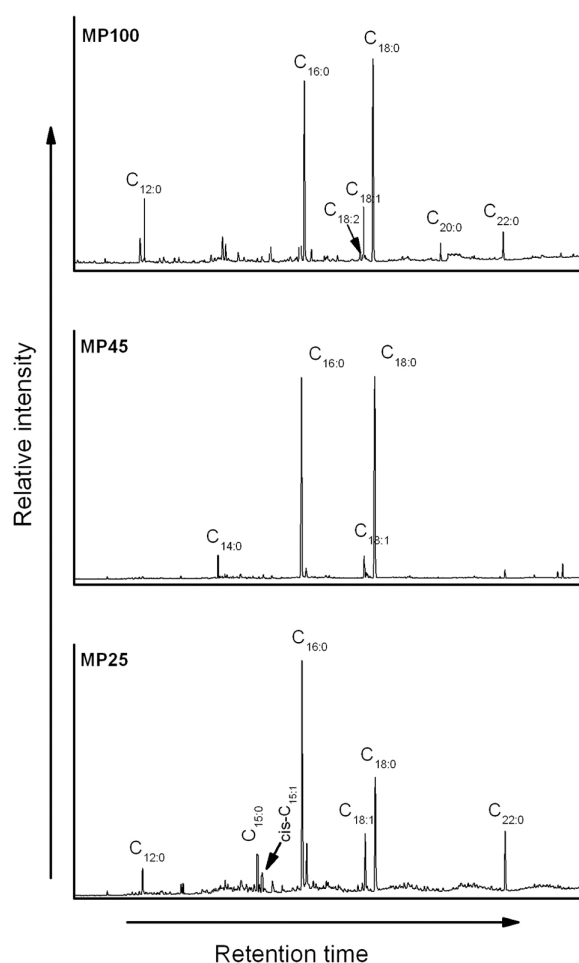 MP100
C18:0
C16:0
C12:0
C18:1
C18:2
C20:0
C22:0
MP45
C16:0
C18:0
C14:0
C18:1
MP25
C16:0
C15:0
cis-C15:1
C18:0
C18:1
C22:0
C12:0
Relative intensity
Retention time